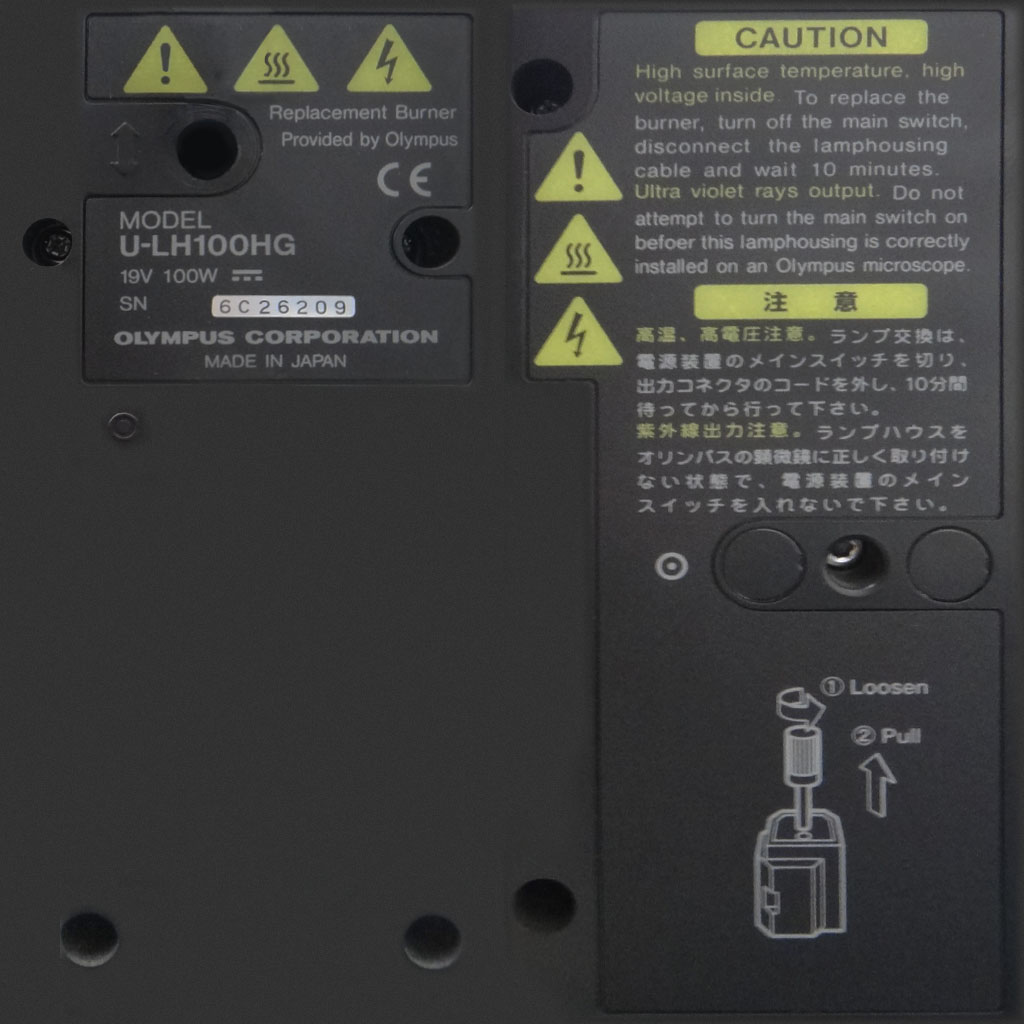 Replacement Burner
Provided by Olympus
CE
MODEL
U-LH100HG
19V 100W
SN 6C26209
OLYMPUS CORPORATION
MADE IN JAPAN
CAUTION
High surface temperature, high
voltage inside. To replace the
burner, turn off the main switch,
disconnect the lamphousing
cable and wait 10 minutes.
Ultra violet rays output. Do not
attempt to turn the main switch on
befoer this lamphousing is correctly
installed on an Olympus microscope.
注 意
高温、高電圧注意。ランプ交換は、
電源装置のメインスイッチを切り、
出力コネクタのコードを外し、10分間
待ってから行って下さい。
紫外線出力注意。ランプハウスを
オリンパスの顕微鏡に正しく取り付け
ない状態で、電源装置のメイン
スイッチを入れないで下さい。
① Loosen
② Pull